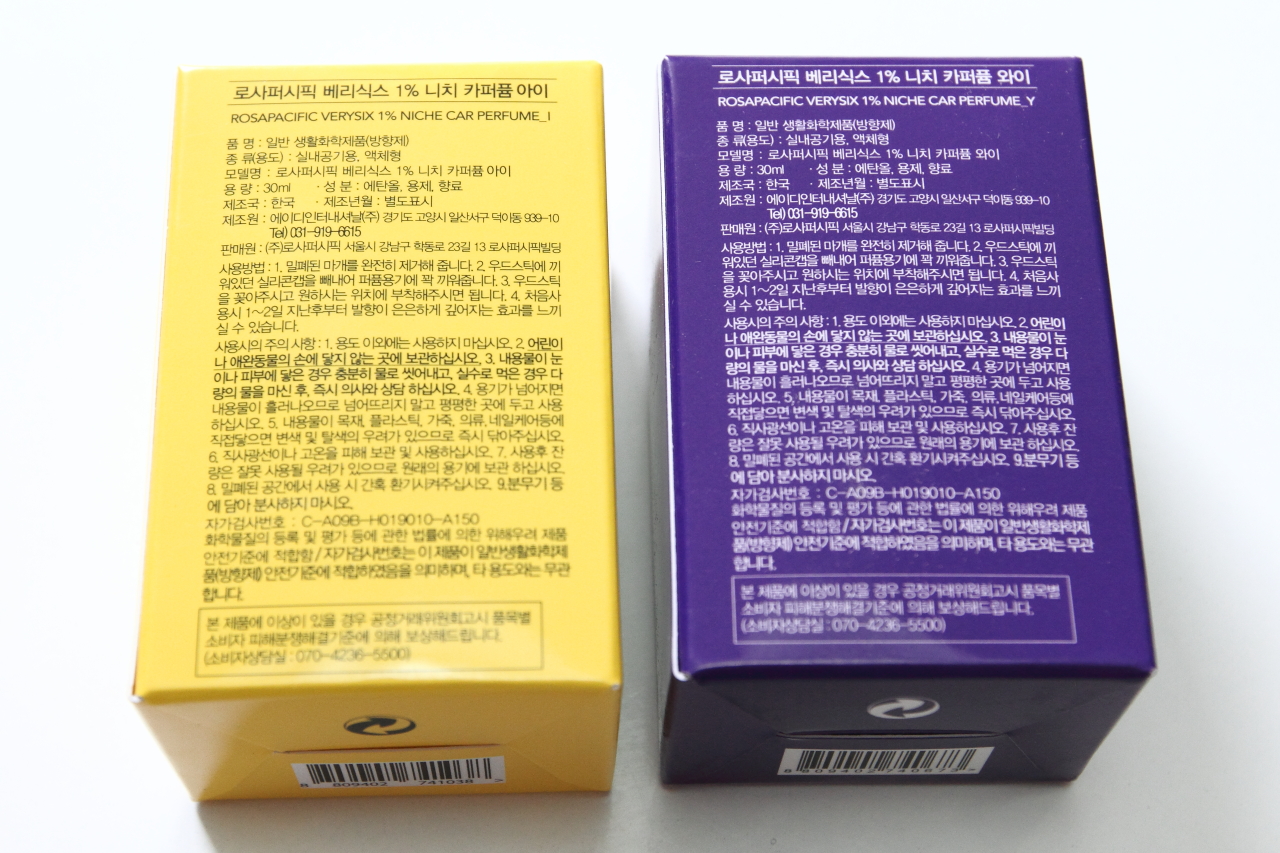 로사퍼시픽 베리식스 1% 니치 카퍼퓸 아이
ROSAPACIFIC VERYSIX 1% NICHE CAR PERFUME_I
품 명 : 일반 생활화학제품(방향제)
종 류(용도) : 실내공기용, 액체형
모델명 : 로사퍼시픽 베리식스 1% 니치 카퍼퓸 아이
용 량 : 30ml · 성 분 : 에탄올, 용제, 향료
제조국 : 한국 · 제조년월 : 별도표시
제조원 : 에이디인터내셔날(주) 경기도 고양시 일산서구 덕이동 939-10
Tel) 031-919-6615
판매원 : (주)로사퍼시픽 서울시 강남구 학동로 23길 13 로사퍼시픽빌딩
사용방법 : 1. 밀폐된 마개를 완전히 제거해 줍니다. 2. 우드스틱에 끼
워있던 실리콘캡을 빼내어 퍼퓸용기에 꽉 끼워줍니다. 3. 우드스틱
을 꽂아주시고 원하시는 위치에 부착해주시면 됩니다. 4. 처음사
용시 1~2일 지난후부터 발향이 은은하게 깊어지는 효과를 느끼
실 수 있습니다.
사용시의 주의 사항 : 1. 용도 이외에는 사용하지 마십시오. 2. 어린이
나 애완동물의 손에 닿지 않는 곳에 보관하십시오. 3. 내용물이 눈
이나 피부에 닿은 경우 충분히 물로 씻어내고, 실수로 먹은 경우 다
량의 물을 마신 후, 즉시 의사와 상담 하십시오. 4. 용기가 넘어지면
내용물이 흘러나오므로 넘어뜨리지 말고 평평한 곳에 두고 사용
하십시오. 5. 내용물이 목재, 플라스틱, 가죽, 의류, 네일케어등에
직접닿으면 변색 및 탈색의 우려가 있으므로 즉시 닦아주십시오.
6. 직사광선이나 고온을 피해 보관 및 사용하십시오. 7. 사용후 잔
량은 잘못 사용될 우려가 있으므로 원래의 용기에 보관 하십시오.
8. 밀폐된 공간에서 사용 시 간혹 환기시켜주십시오. 9.분무기 등
에 담아 분사하지 마시오.
자가검사번호 : C-A09B-H019010-A150
화학물질의 등록 및 평가 등에 관한 법률에 의한 위해우려 제품
안전기준에 적합함 / 자가검사번호는 이 제품이 일반생활화학제
품(방향제) 안전기준에 적합하였음을 의미하며, 타 용도와는 무관
합니다.
본 제품에 이상이 있을 경우 공정거래위원회고시 품목별
소비자 피해분쟁해결기준에 의해 보상해드립니다.
(소비자상담실 : 070-4236-5500)
8 809402 741038 >
로사퍼시픽 베리식스 1% 니치 카퍼퓸 와이
ROSAPACIFIC VERYSIX 1% NICHE CAR PERFUME_Y
품 명 : 일반 생활화학제품(방향제)
종 류(용도) : 실내공기용, 액체형
모델명 : 로사퍼시픽 베리식스 1% 니치 카퍼퓸 와이
용 량 : 30ml · 성 분 : 에탄올, 용제, 향료
제조국 : 한국 · 제조년월 : 별도표시
제조원 : 에이디인터내셔날(주) 경기도 고양시 일산서구 덕이동 939-10
Tel) 031-919-6615
판매원 : (주)로사퍼시픽 서울시 강남구 학동로 23길 13 로사퍼시픽빌딩
사용방법 : 1. 밀폐된 마개를 완전히 제거해 줍니다. 2. 우드스틱에 끼
워있던 실리콘캡을 빼내어 퍼퓸용기에 꽉 끼워줍니다. 3. 우드스틱
을 꽂아주시고 원하시는 위치에 부착해주시면 됩니다. 4. 처음사
용시 1~2일 지난후부터 발향이 은은하게 깊어지는 효과를 느끼
실 수 있습니다.
사용시의 주의 사항 : 1. 용도 이외에는 사용하지 마십시오. 2. 어린이
나 애완동물의 손에 닿지 않는 곳에 보관하십시오. 3. 내용물이 눈
이나 피부에 닿은 경우 충분히 물로 씻어내고, 실수로 먹은 경우 다
량의 물을 마신 후, 즉시 의사와 상담 하십시오. 4. 용기가 넘어지면
내용물이 흘러나오므로 넘어뜨리지 말고 평평한 곳에 두고 사용
하십시오. 5. 내용물이 목재, 플라스틱, 가죽, 의류, 네일케어등에
직접닿으면 변색 및 탈색의 우려가 있으므로 즉시 닦아주십시오.
6. 직사광선이나 고온을 피해 보관 및 사용하십시오. 7. 사용후 잔
량은 잘못 사용될 우려가 있으므로 원래의 용기에 보관 하십시오.
8. 밀폐된 공간에서 사용 시 간혹 환기시켜주십시오. 9.분무기 등
에 담아 분사하지 마시오.
자가검사번호 : C-A09B-H019010-A150
화학물질의 등록 및 평가 등에 관한 법률에 의한 위해우려 제품
안전기준에 적합함 / 자가검사번호는 이 제품이 일반생활화학제
품(방향제) 안전기준에 적합하였음을 의미하며, 타 용도와는 무관
합니다.
본 제품에 이상이 있을 경우 공정거래위원회고시 품목별
소비자 피해분쟁해결기준에 의해 보상해드립니다.
(소비자상담실 : 070-4236-5500)